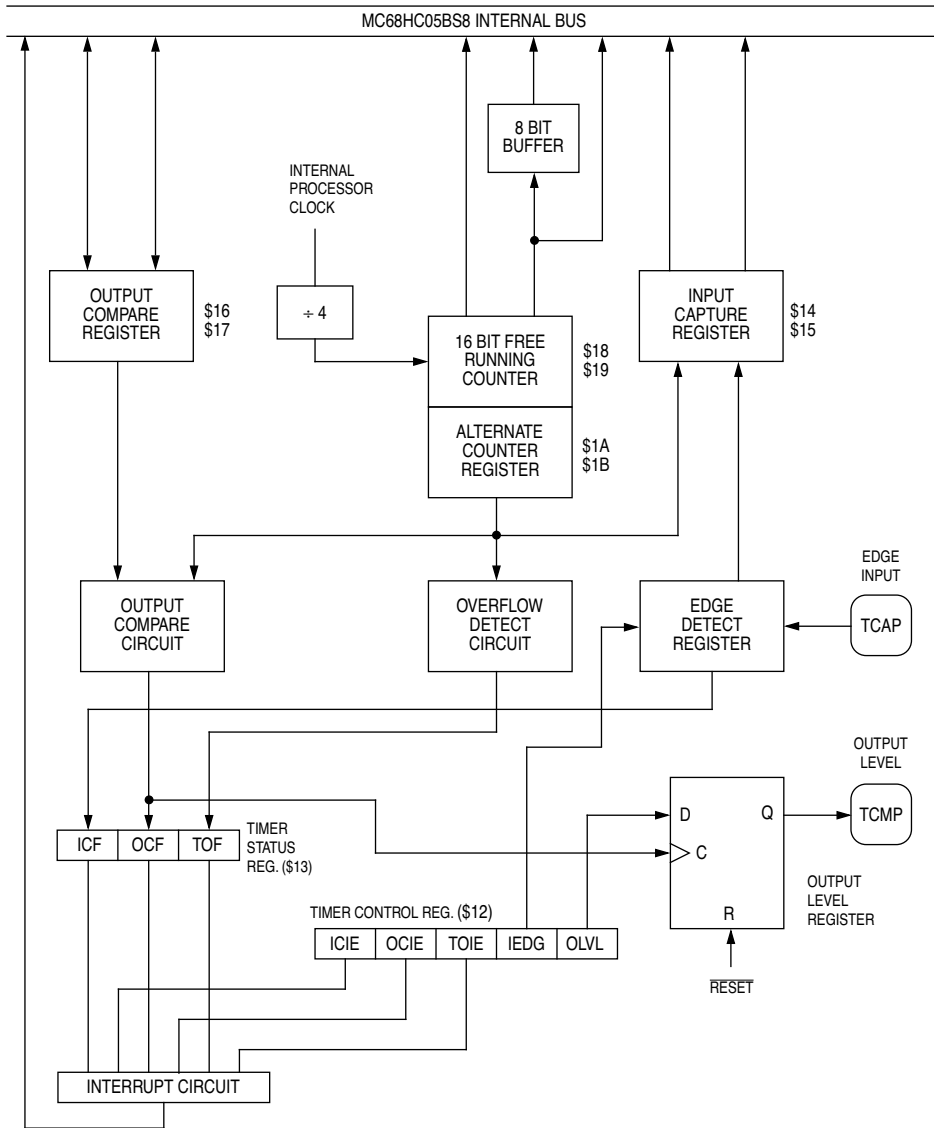 MC68HC05BS8 INTERNAL BUS
8 BIT
BUFFER
INTERNAL
PROCESSOR
CLOCK
OUTPUT
COMPARE
REGISTER
$16
$17
÷ 4
16 BIT FREE
RUNNING
COUNTER
$18
$19
INPUT
CAPTURE
REGISTER
$14
$15
ALTERNATE
COUNTER
REGISTER
$1A
$1B
OUTPUT
COMPARE
CIRCUIT
OVERFLOW
DETECT
CIRCUIT
EDGE
DETECT
REGISTER
EDGE
INPUT
TCAP
OUTPUT
LEVEL
TCMP
D
Q
C
R
OUTPUT
LEVEL
REGISTER
RESET
ICF OCF TOF
TIMER
STATUS
REG. ($13)
TIMER CONTROL REG. ($12)
ICIE OCIE TOIE IEDG OLVL
INTERRUPT CIRCUIT